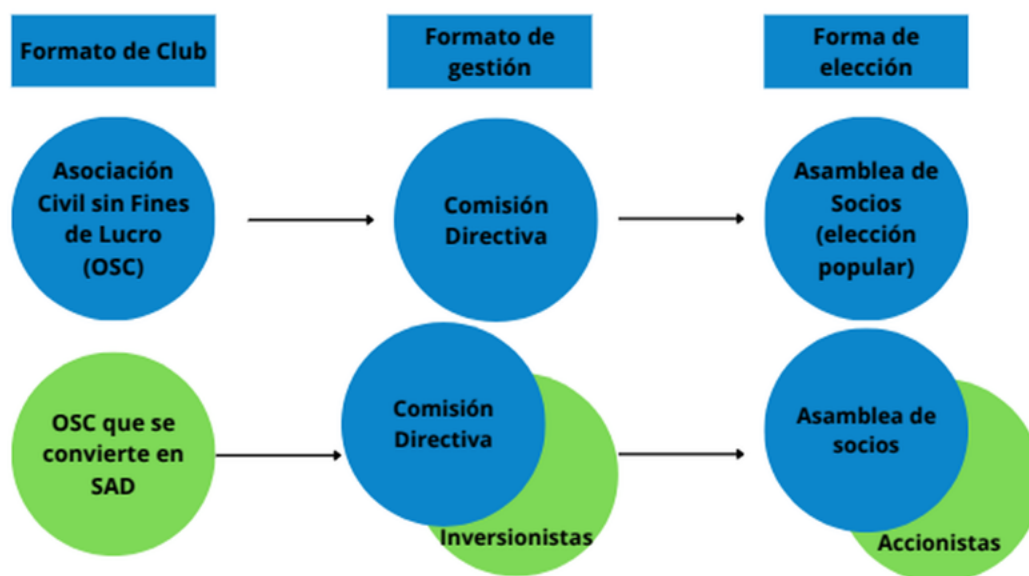 Formato de Club
Formato de
gestión
Forma de
elección
Asociación
Civil sin Fines
de Lucro
(OSC)
Comisión
Directiva
Asamblea de
Socios
(elección
popular)
OSC que se
convierte en
SAD
Comisión
Directiva
Inversionistas
Asamblea de
socios
Accionistas